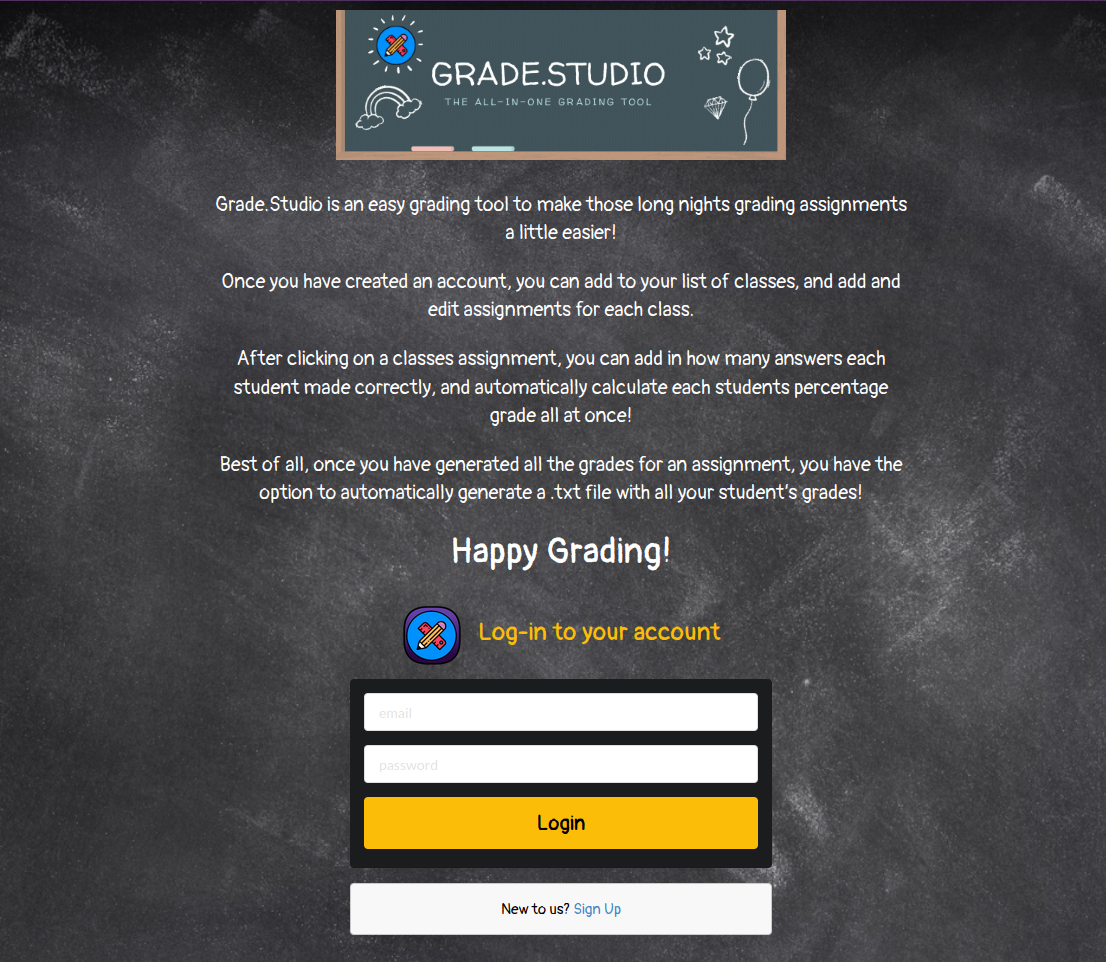 GRADE.STUDIO
THE ALL-IN-ONE GRADING TOOL
Grade.Studio is an easy grading tool to make those long nights grading assignments
a little easier!
Once you have created an account, you can add to your list of classes, and add and
edit assignments for each class.
After clicking on a classes assignment, you can add in how many answers each
student made correctly, and automatically calculate each students percentage
grade all at once!
Best of all, once you have generated all the grades for an assignment, you have the
option to automatically generate a .txt file with all your student's grades!
Happy Grading!
Log-in to your account
email
password
Login
New to us? Sign Up